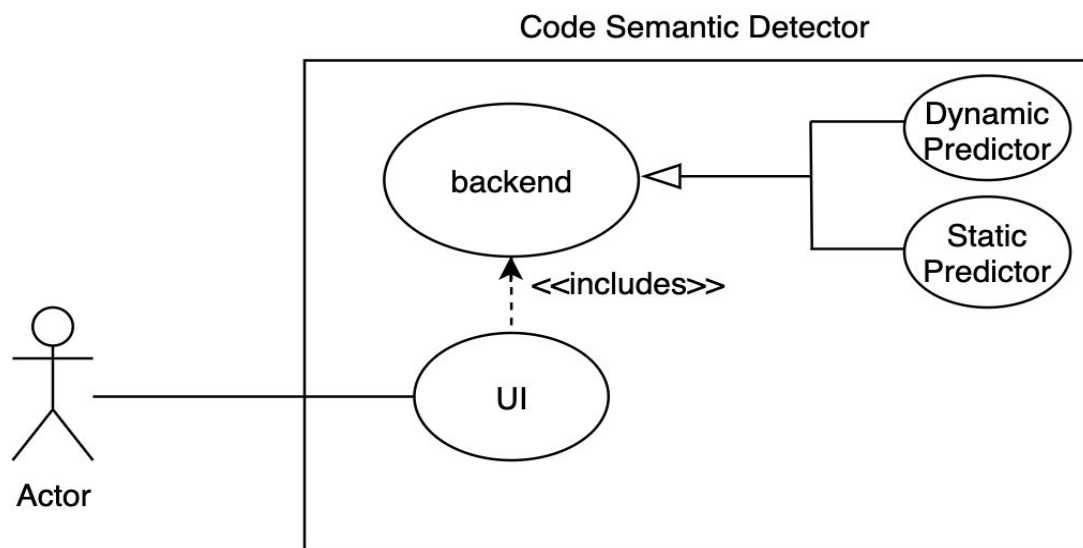 Code Semantic Detector
Dynamic
Predictor
backend
Static
Predictor
<<includes>>
UI
Actor